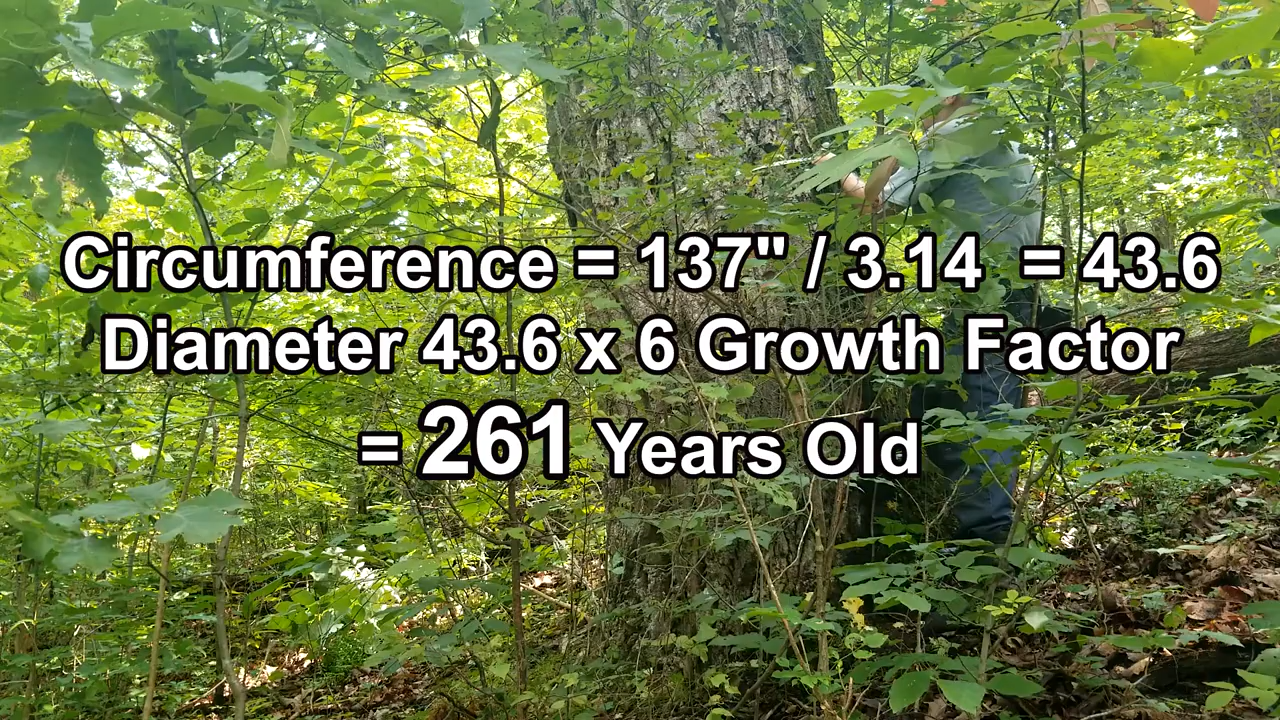 Circumference = 137" / 3.14 = 43.6
Diameter 43.6 x 6 Growth Factor
= 261 Years Old